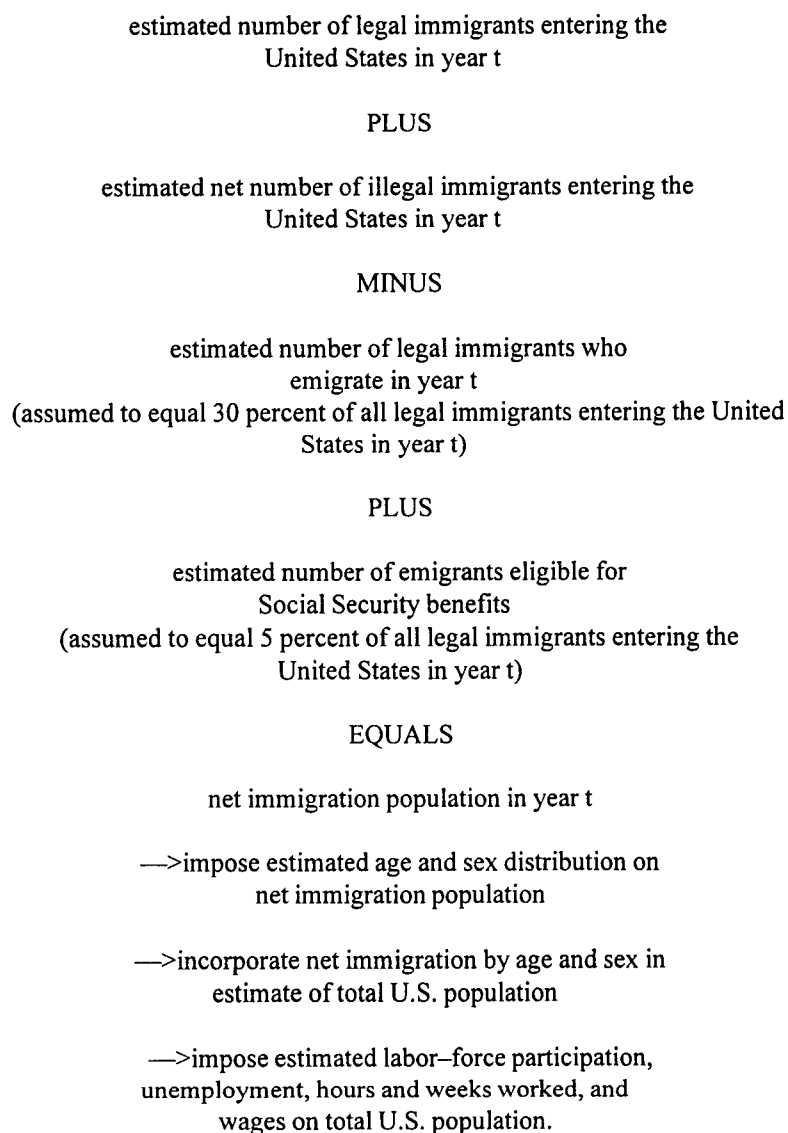 estimated number of legal immigrants entering the
United States in year t
PLUS
estimated net number of illegal immigrants entering the
United States in year t
MINUS
estimated number of legal immigrants who
emigrate in year t
(assumed to equal 30 percent of all legal immigrants entering the United
States in year t)
PLUS
estimated number of emigrants eligible for
Social Security benefits
(assumed to equal 5 percent of all legal immigrants entering the
United States in year t)
EQUALS
net immigration population in year t
—>impose estimated age and sex distribution on
net immigration population
—>incorporate net immigration by age and sex in
estimate of total U.S. population
—>impose estimated labor–force participation,
unemployment, hours and weeks worked, and
wages on total U.S. population.